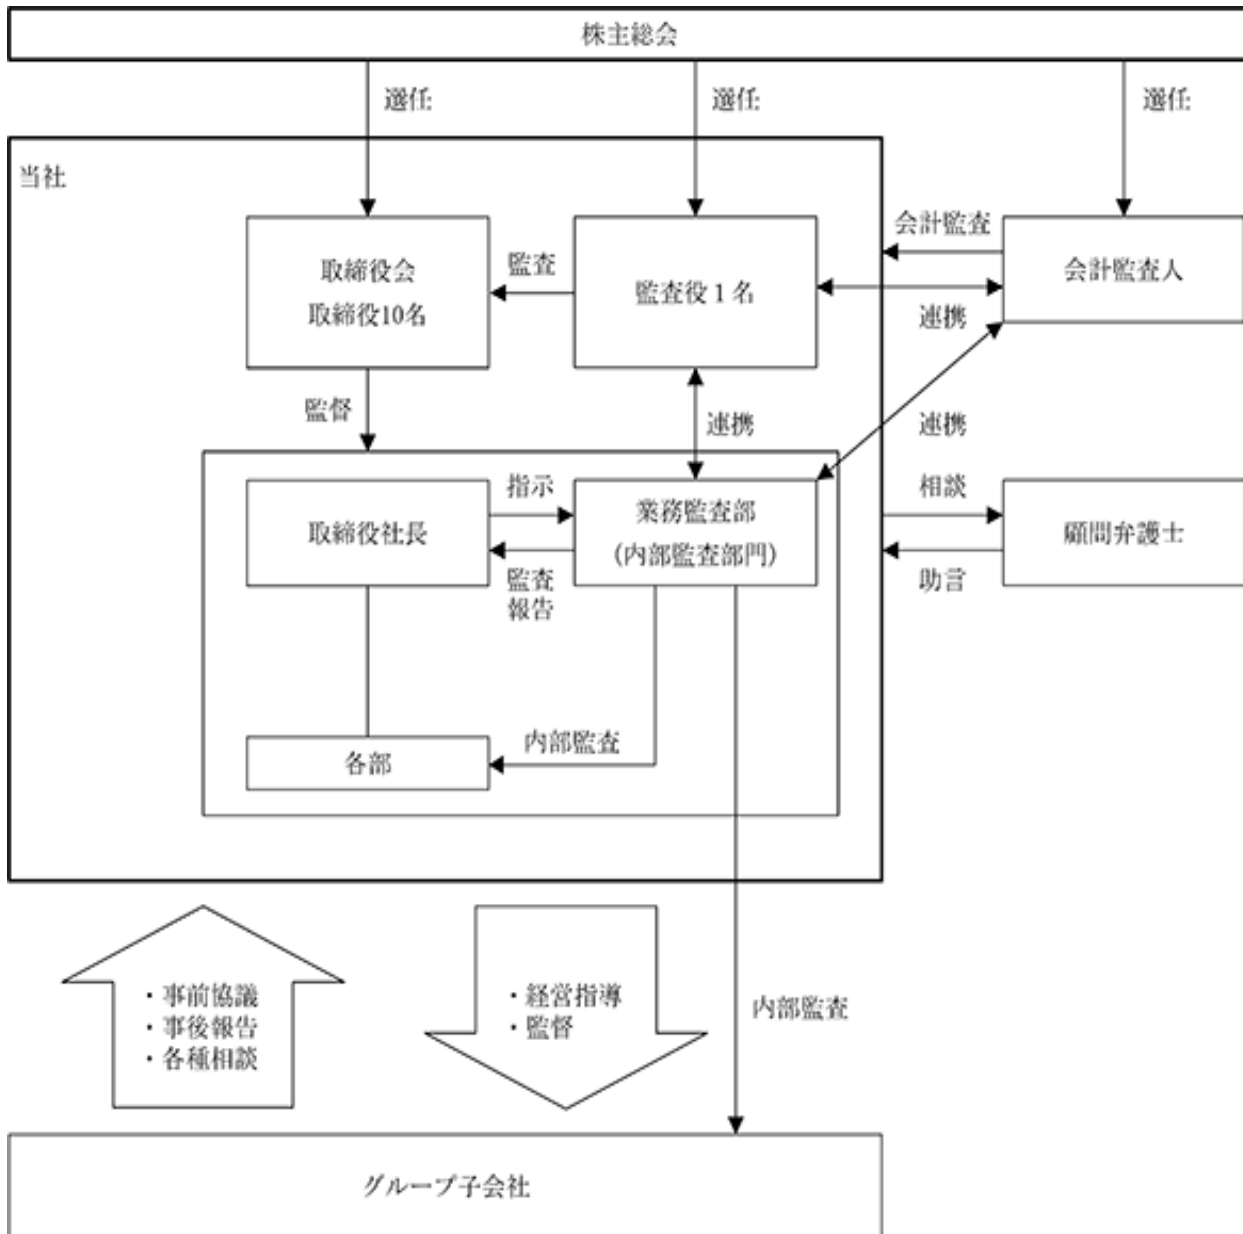 株主総会
選任
選任
選任
当社
取締役会
取締役10名
監査
監査役1名
会計監査
連携
会計監査人
監督
連携
連携
取締役社長
指示
監査
報告
業務監査部
(内部監査部門)
相談
助言
顧問弁護士
各部
内部監査
・事前協議
・事後報告
・各種相談
・経営指導
・監督
内部監査
グループ子会社